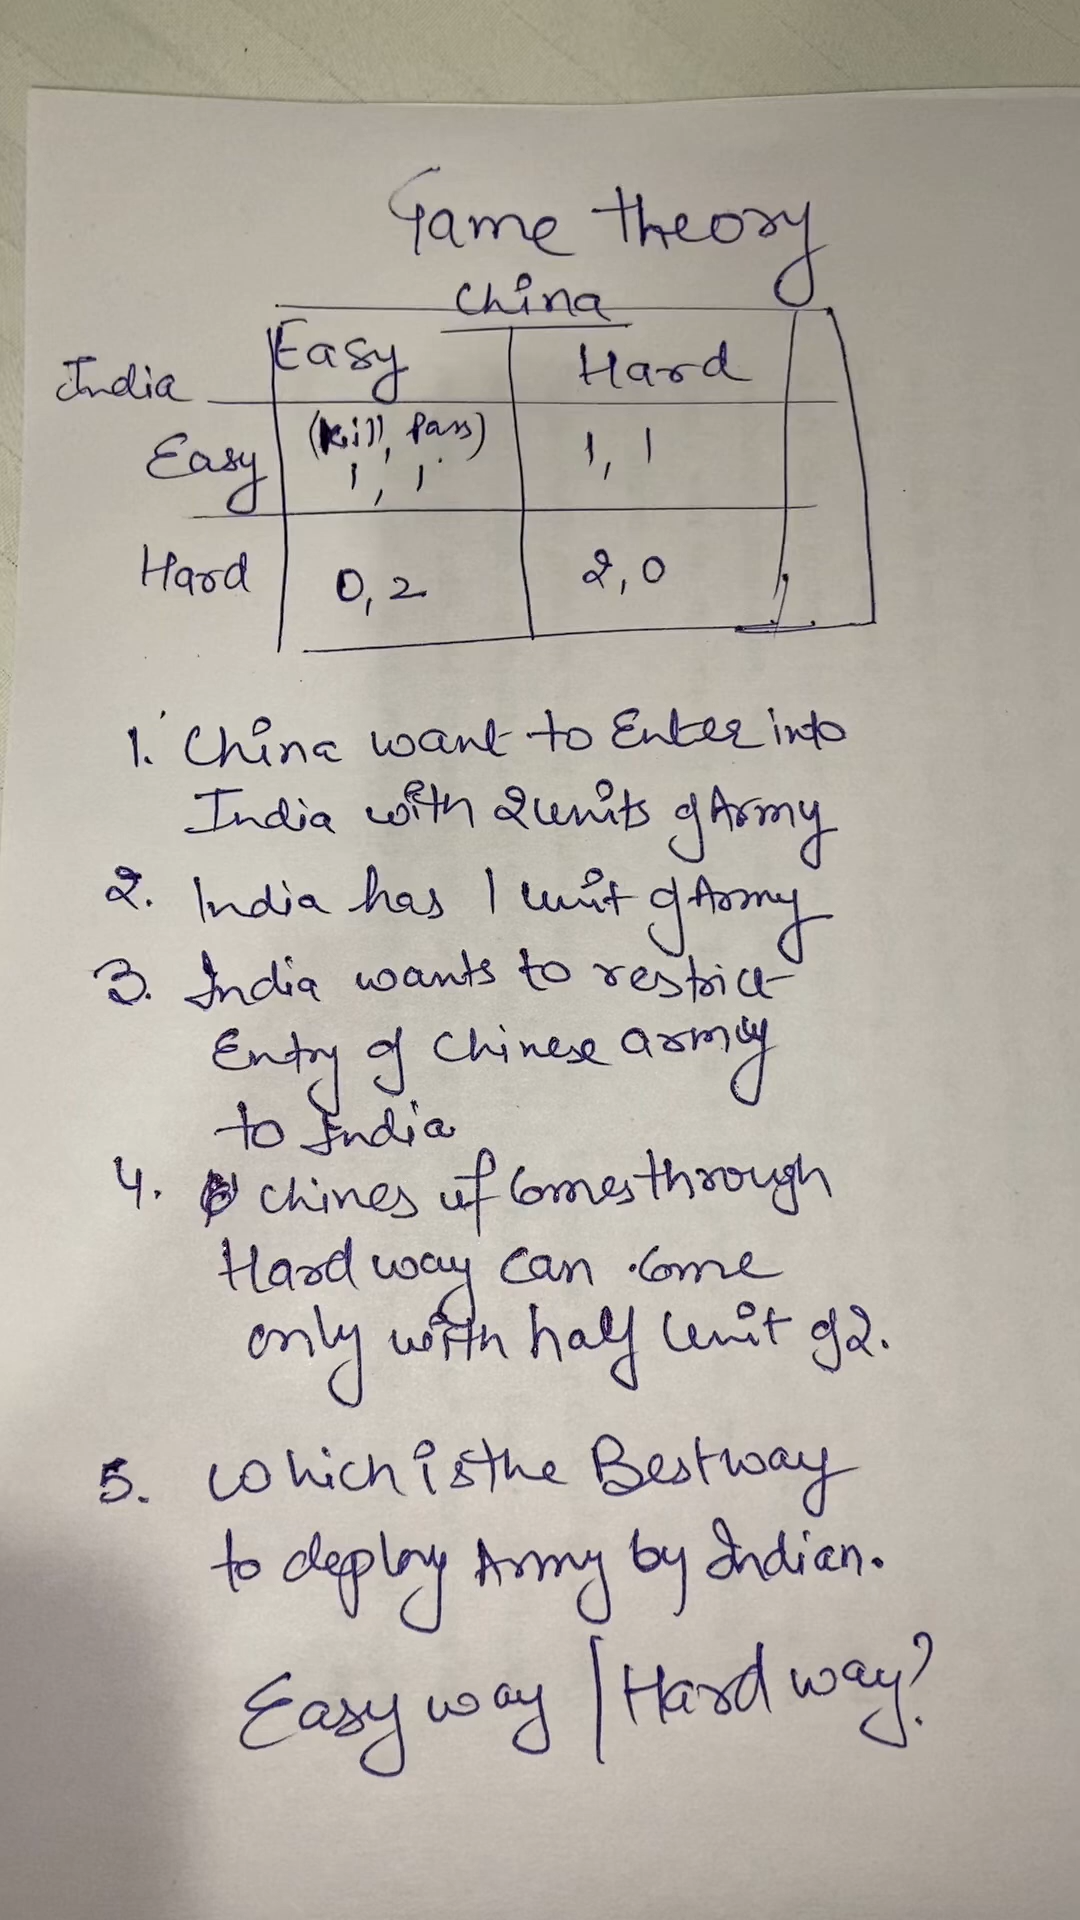 Game theory
China
India Easy Hard
(kill, Pass)
Easy 1, 1 1, 1
Hard 0, 2 2, 0
1. China want to Enter into
India with 2 units of Army
2. India has 1 unit of Army
3. India wants to restrict
Entry of Chinese army
to India
4. Chines if Comes through
Hard way can come
only with half unit of 2.
5. Which is the Best way
to deploy Army by Indian.
Easy way | Hard way?